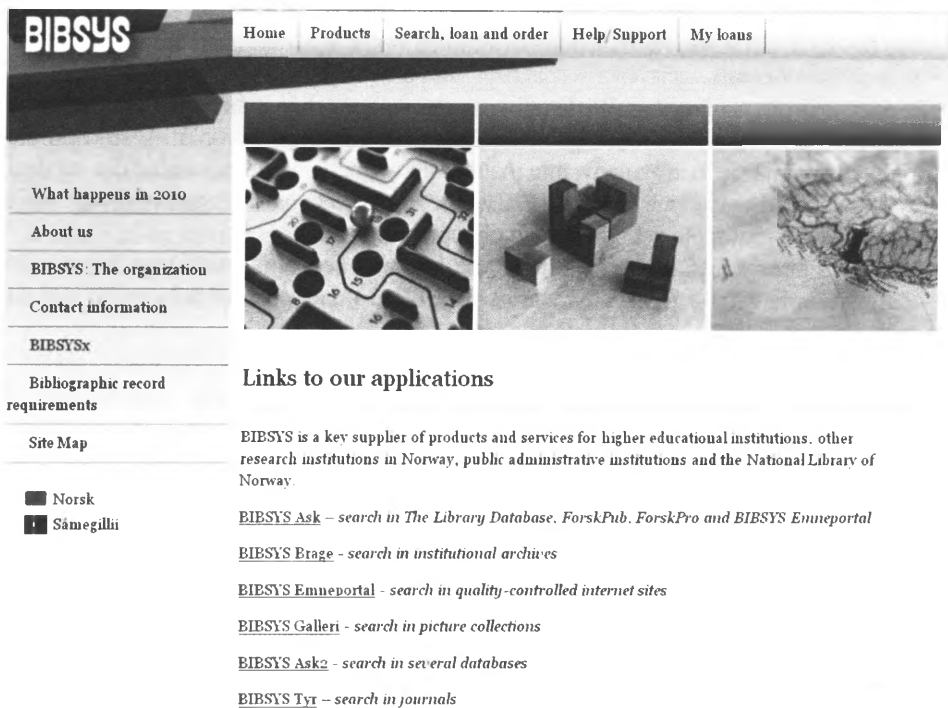 BIBSYS
Home Products Search, loan and order Help/Support My loans
What happens in 2010
About us
BIBSYS: The organization
Contact information
BIBSYSx
Bibliographic record
requirements
Site Map
Norsk
Sámegillii
Links to our applications
BIBSYS is a key supplier of products and services for higher educational institutions, other
research institutions in Norway, public administrative institutions and the National Library of
Norway.
BIBSYS Ask – search in The Library Database, ForskPub, ForskPro and BIBSYS Emneportal
BIBSYS Brage - search in institutional archives
BIBSYS Emneportal - search in quality-controlled internet sites
BIBSYS Galleri - search in picture collections
BIBSYS Ask2 - search in several databases
BIBSYS Tyr – search in journals